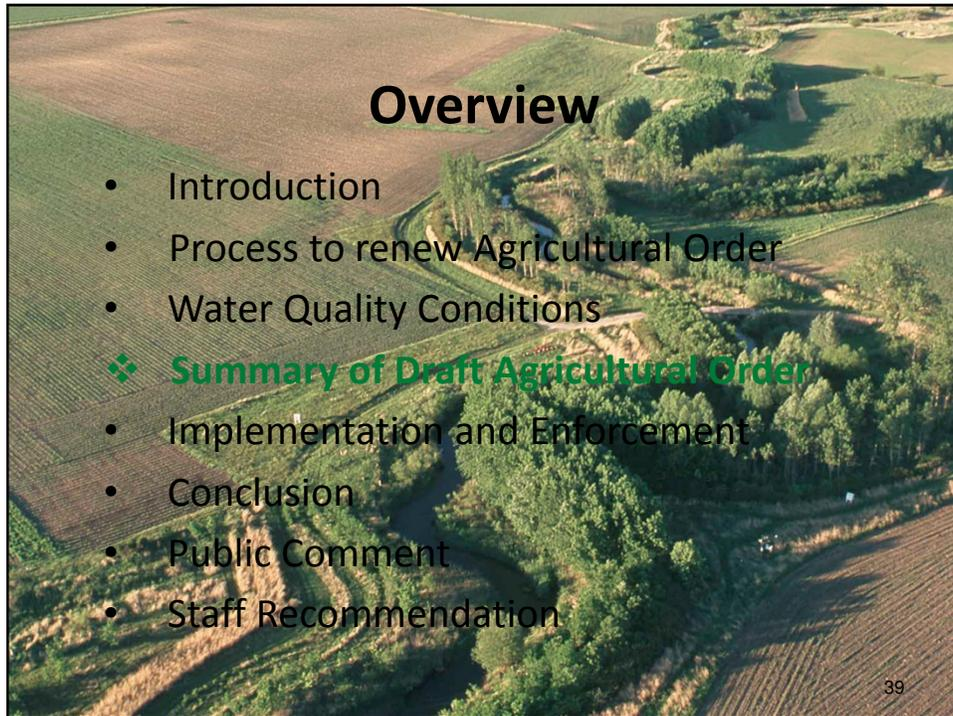 Overview
• Introduction
• Process to renew Agricultural Order
• Water Quality Conditions
❖ Summary of Draft Agricultural Order
• Implementation and Enforcement
• Conclusion
• Public Comment
• Staff Recommendation
39